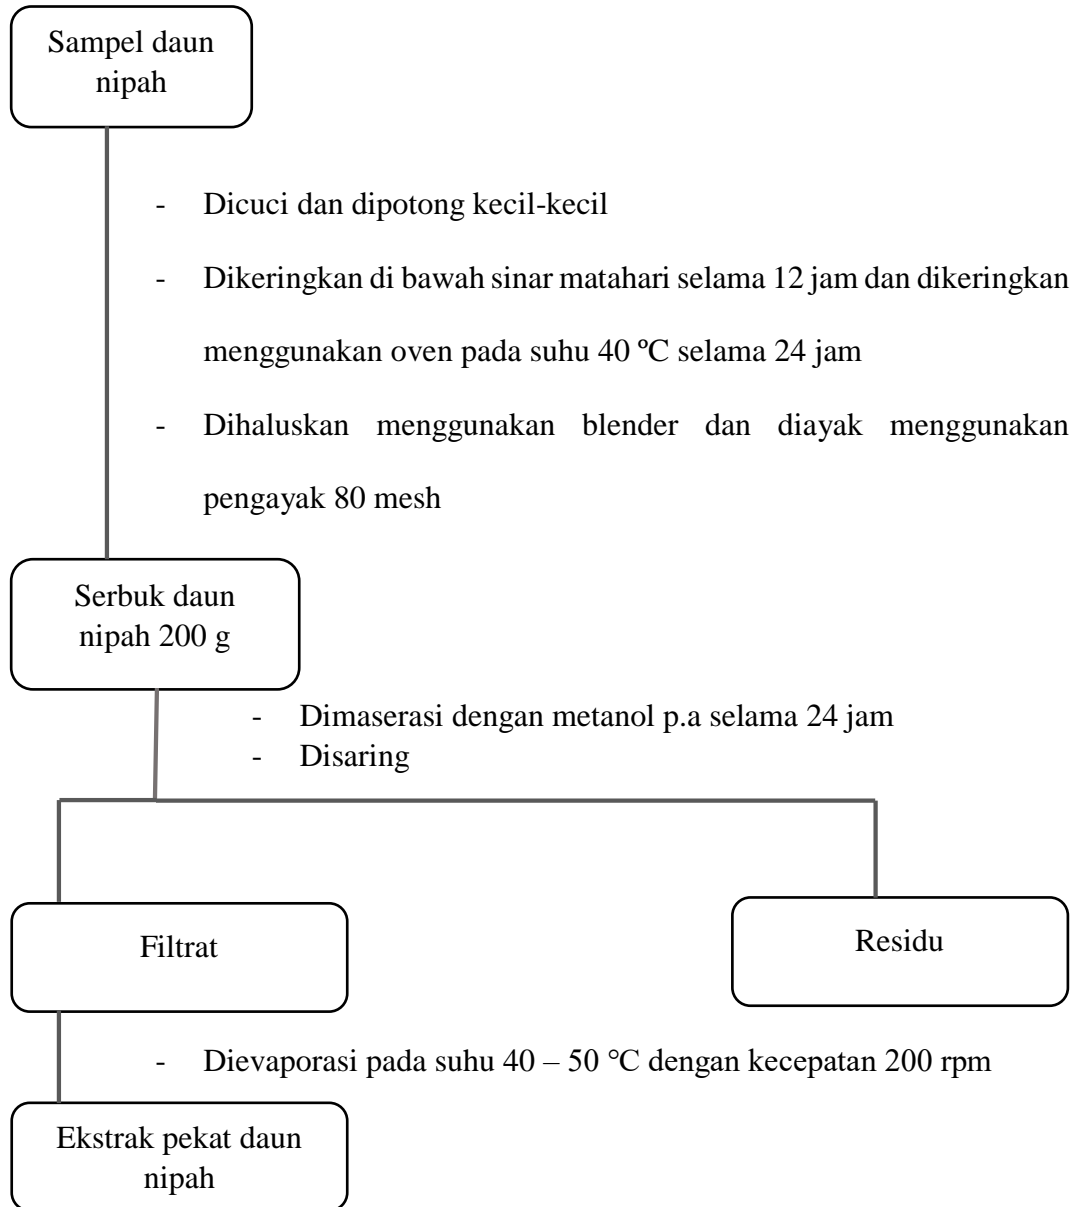 Sampel daun
nipah
- Dicuci dan dipotong kecil-kecil
- Dikeringkan di bawah sinar matahari selama 12 jam dan dikeringkan
menggunakan oven pada suhu 40 ºC selama 24 jam
- Dihaluskan menggunakan blender dan diayak menggunakan
pengayak 80 mesh
Serbuk daun
nipah 200 g
- Dimaserasi dengan metanol p.a selama 24 jam
- Disaring
Filtrat
Residu
- Dievaporasi pada suhu 40 – 50 °C dengan kecepatan 200 rpm
Ekstrak pekat daun
nipah